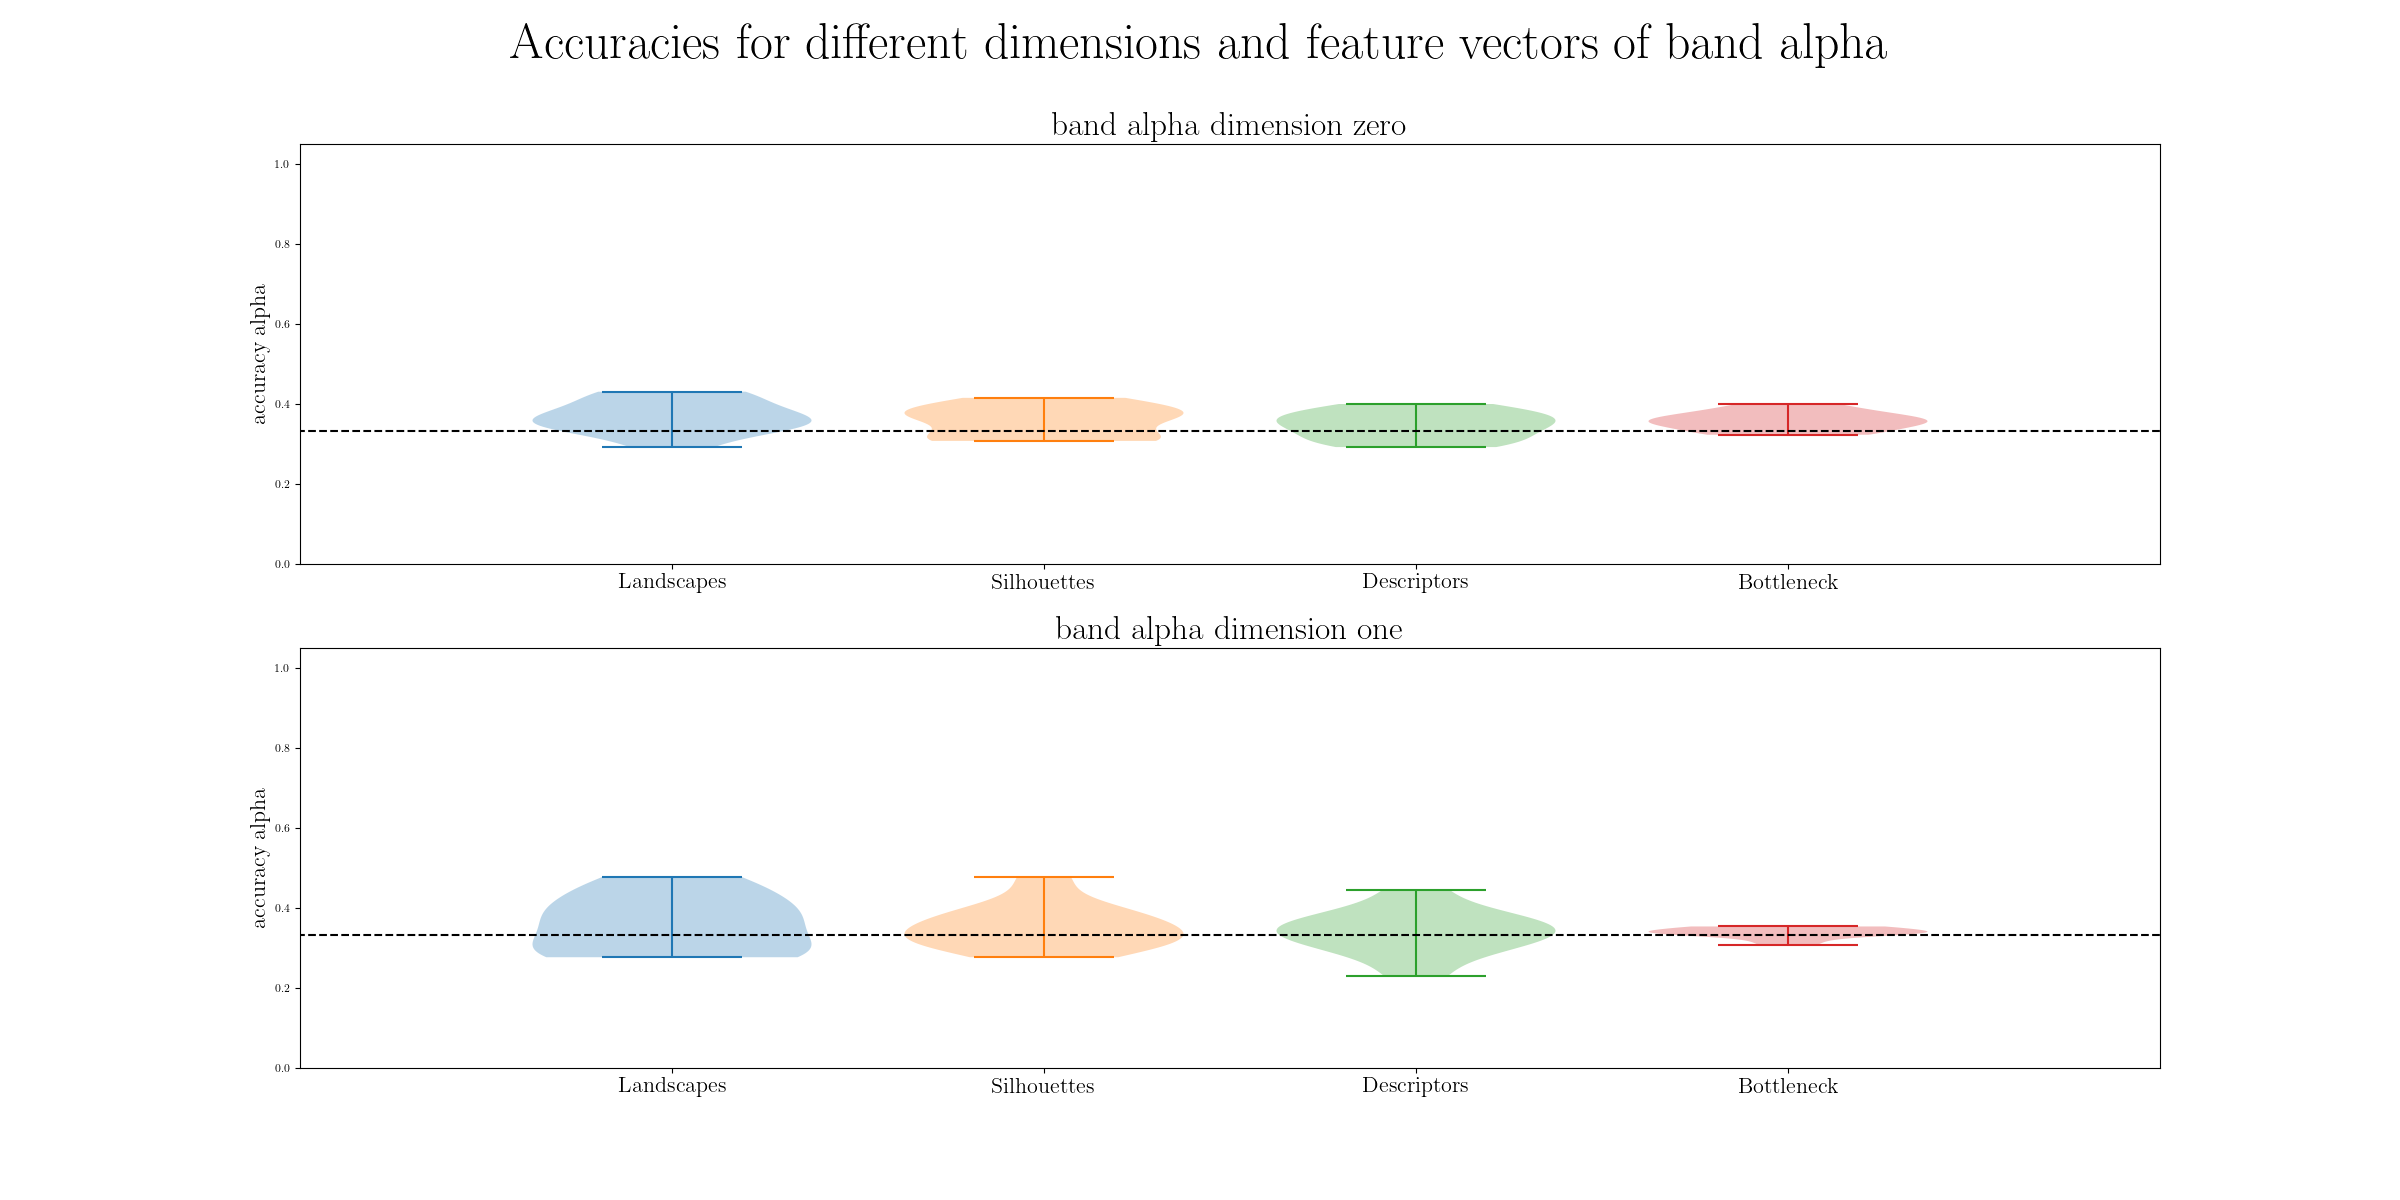 Accuracies for different dimensions and feature vectors of band alpha
band alpha dimension zero
1.0
0.8
0.6
0.4
0.2
0.0
accuracy alpha
Landscapes Silhouettes Descriptors Bottleneck
band alpha dimension one
1.0
0.8
0.6
0.4
0.2
0.0
accuracy alpha
Landscapes Silhouettes Descriptors Bottleneck